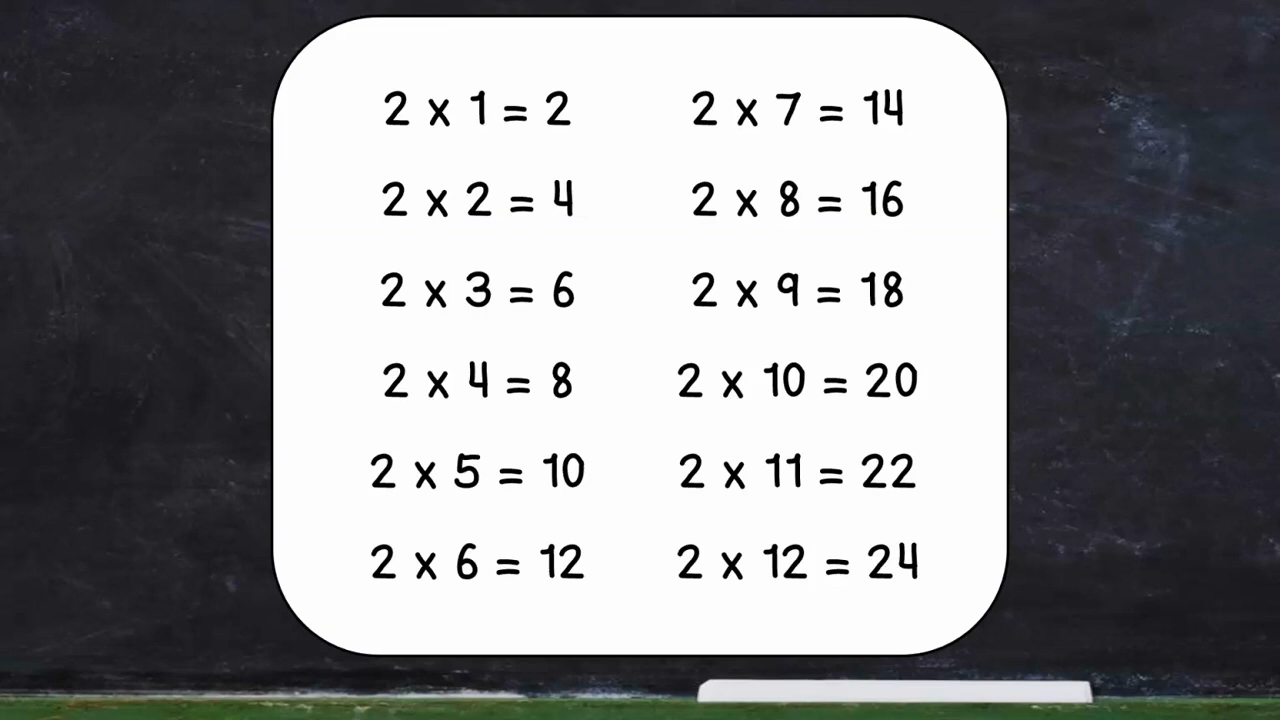 2 x 1 = 2
2 x 2 = 4
2 x 3 = 6
2 x 4 = 8
2 x 5 = 10
2 x 6 = 12
2 x 7 = 14
2 x 8 = 16
2 x 9 = 18
2 x 10 = 20
2 x 11 = 22
2 x 12 = 24